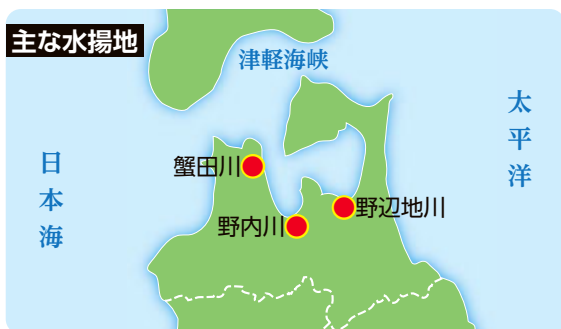 主な水揚地
津軽海峡
太平洋
日本海
蟹田川
野辺地川
野内川